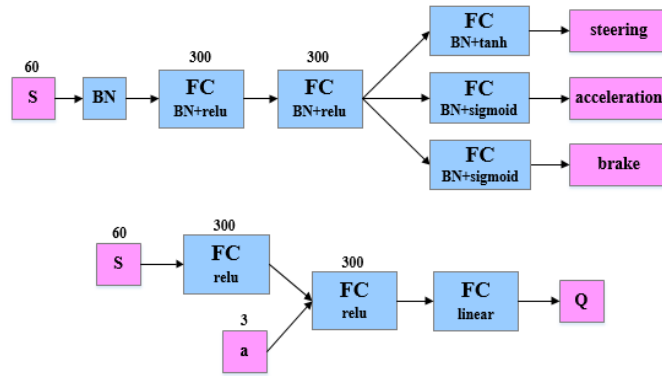 60
S
BN
300
FC
BN+relu
300
FC
BN+relu
FC
BN+tanh
steering
FC
BN+sigmoid
acceleration
FC
BN+sigmoid
brake
60
S
300
FC
relu
3
a
300
FC
relu
FC
linear
Q